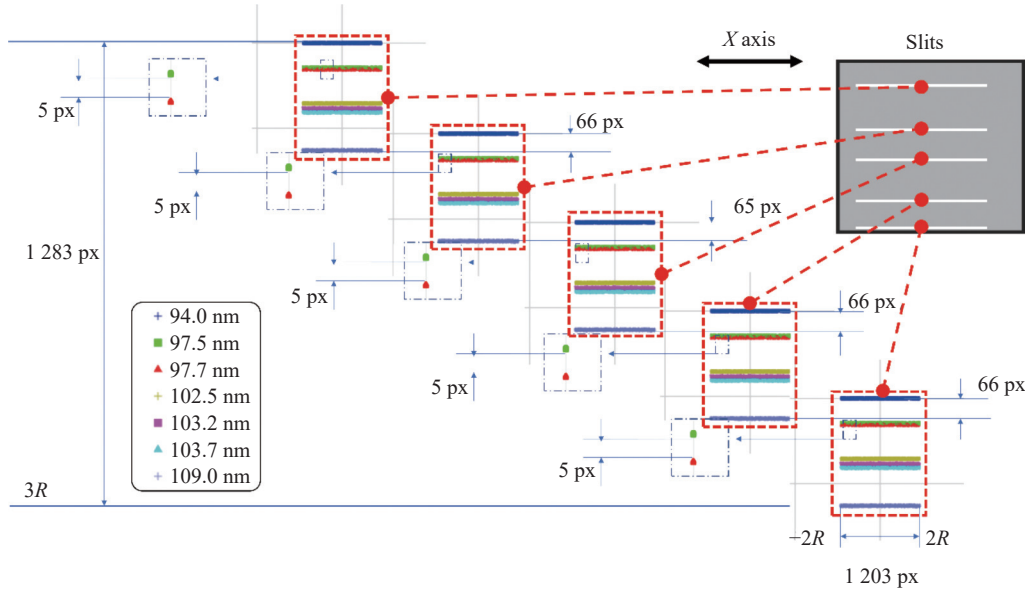 X axis
Slits
5 px
66 px
5 px
65 px
1 283 px
5 px
66 px
94.0 nm
97.5 nm
97.7 nm
102.5 nm
103.2 nm
103.7 nm
109.0 nm
5 px
66 px
5 px
3R
−2R
2R
1 203 px